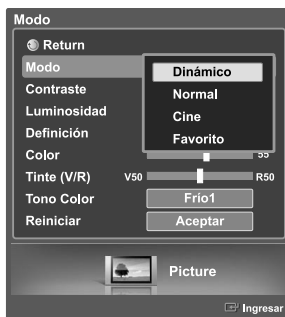 Modo
Return
Modo
Dinámico
Contraste
Normal
Luminosidad
Cine
Definición
Favorito
Color
55
Tinte (V/R) V50 R50
Tono Color Frío1
Reiniciar Aceptar
Picture
Ingresar